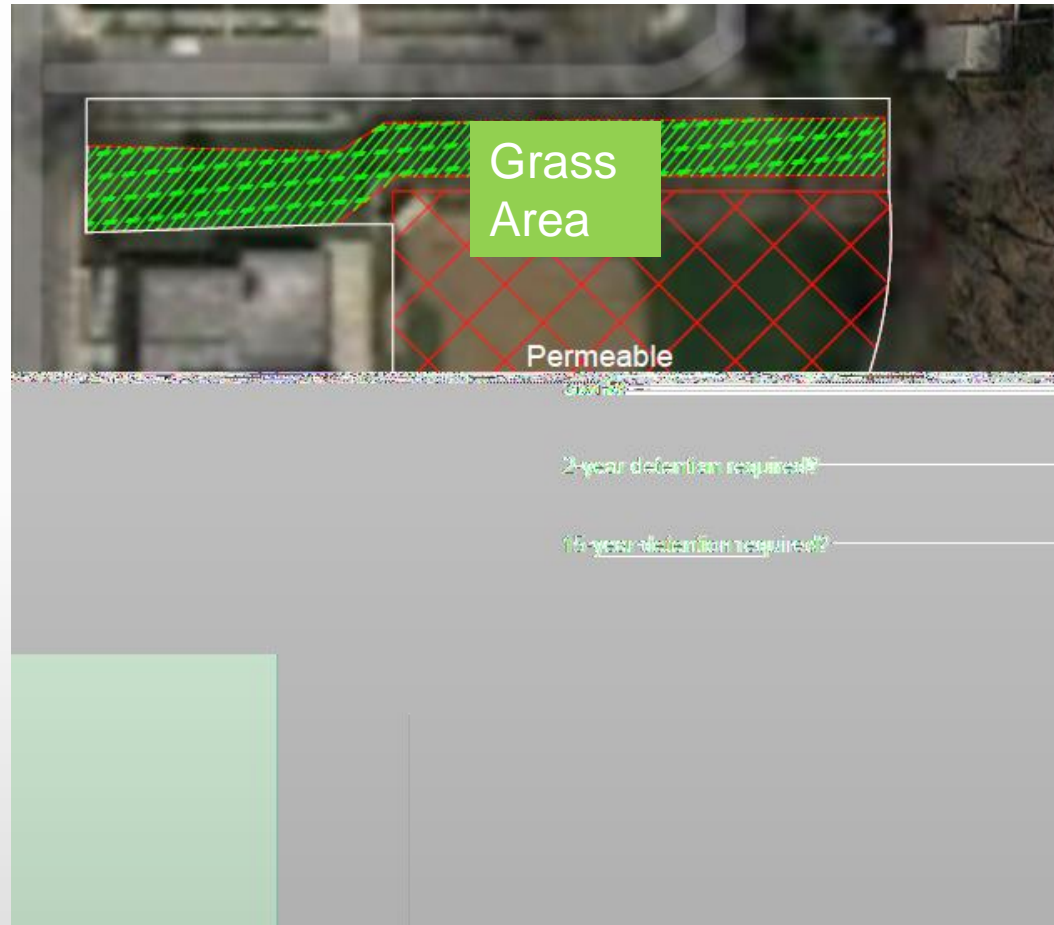 Grass
Area
Permeable
2-year detention required?
15-year detention required?